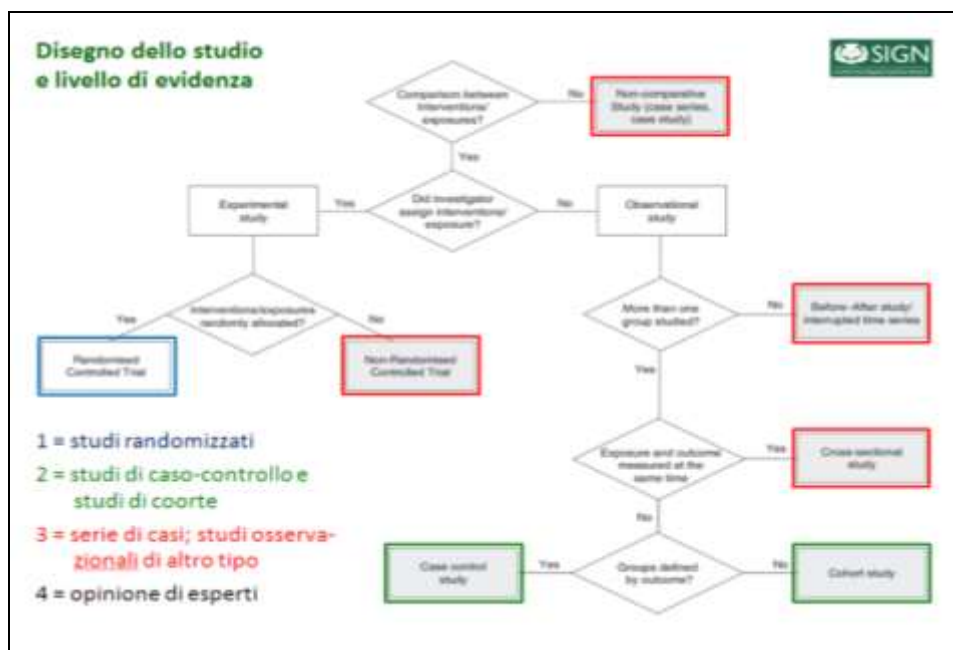 Disegno dello studio
e livello di evidenza
SIGN
Comparison between
interventions/
exposures?
No
Non-comparative
Study (case series,
case study)
Yes
Experimental
study
Yes
Did investigator
assign interventions/
exposure?
No
Observational
study
Yes
Interventions/exposures
randomly allocated?
No
More than one
group studied?
No
Before-After study/
interrupted time series
Randomised
Controlled Trial
Non-Randomised
Controlled Trial
Yes
1 = studi randomizzati
2 = studi di caso-controllo e
studi di coorte
3 = serie di casi; studi osserva-
zionali di altro tipo
4 = opinione di esperti
Exposure and outcome
measured at the
same time
Yes
Cross-sectional
study
No
Case control
study
Yes
Groups defined
by outcome?
No
Cohort study